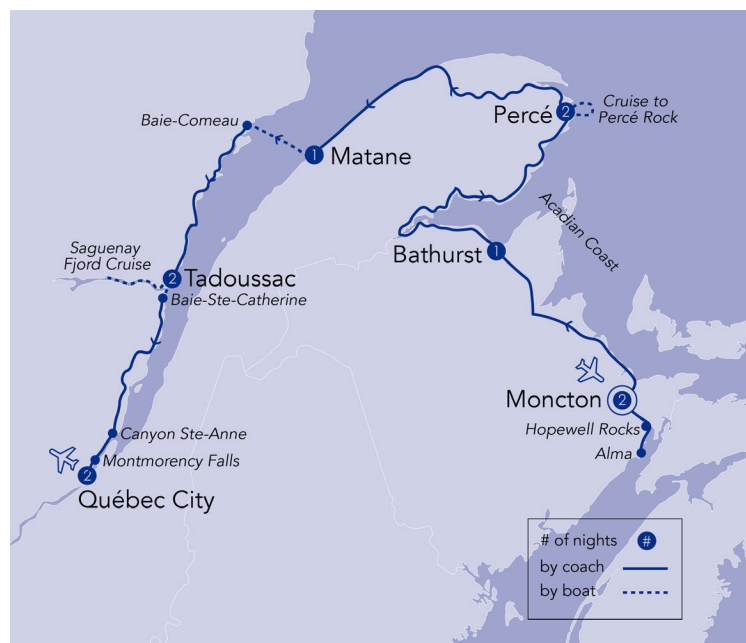 Baie-Comeau
1
Matane
Percé
2
Cruise to
Percé Rock
Acadian Coast
Saguenay
Fjord Cruise
2
Tadoussac
Baie-Ste-Catherine
Bathurst
1
Moncton
2
Hopewell Rocks
Alma
Canyon Ste-Anne
Montmorency Falls
2
Québec City
# of nights #
by coach
by boat